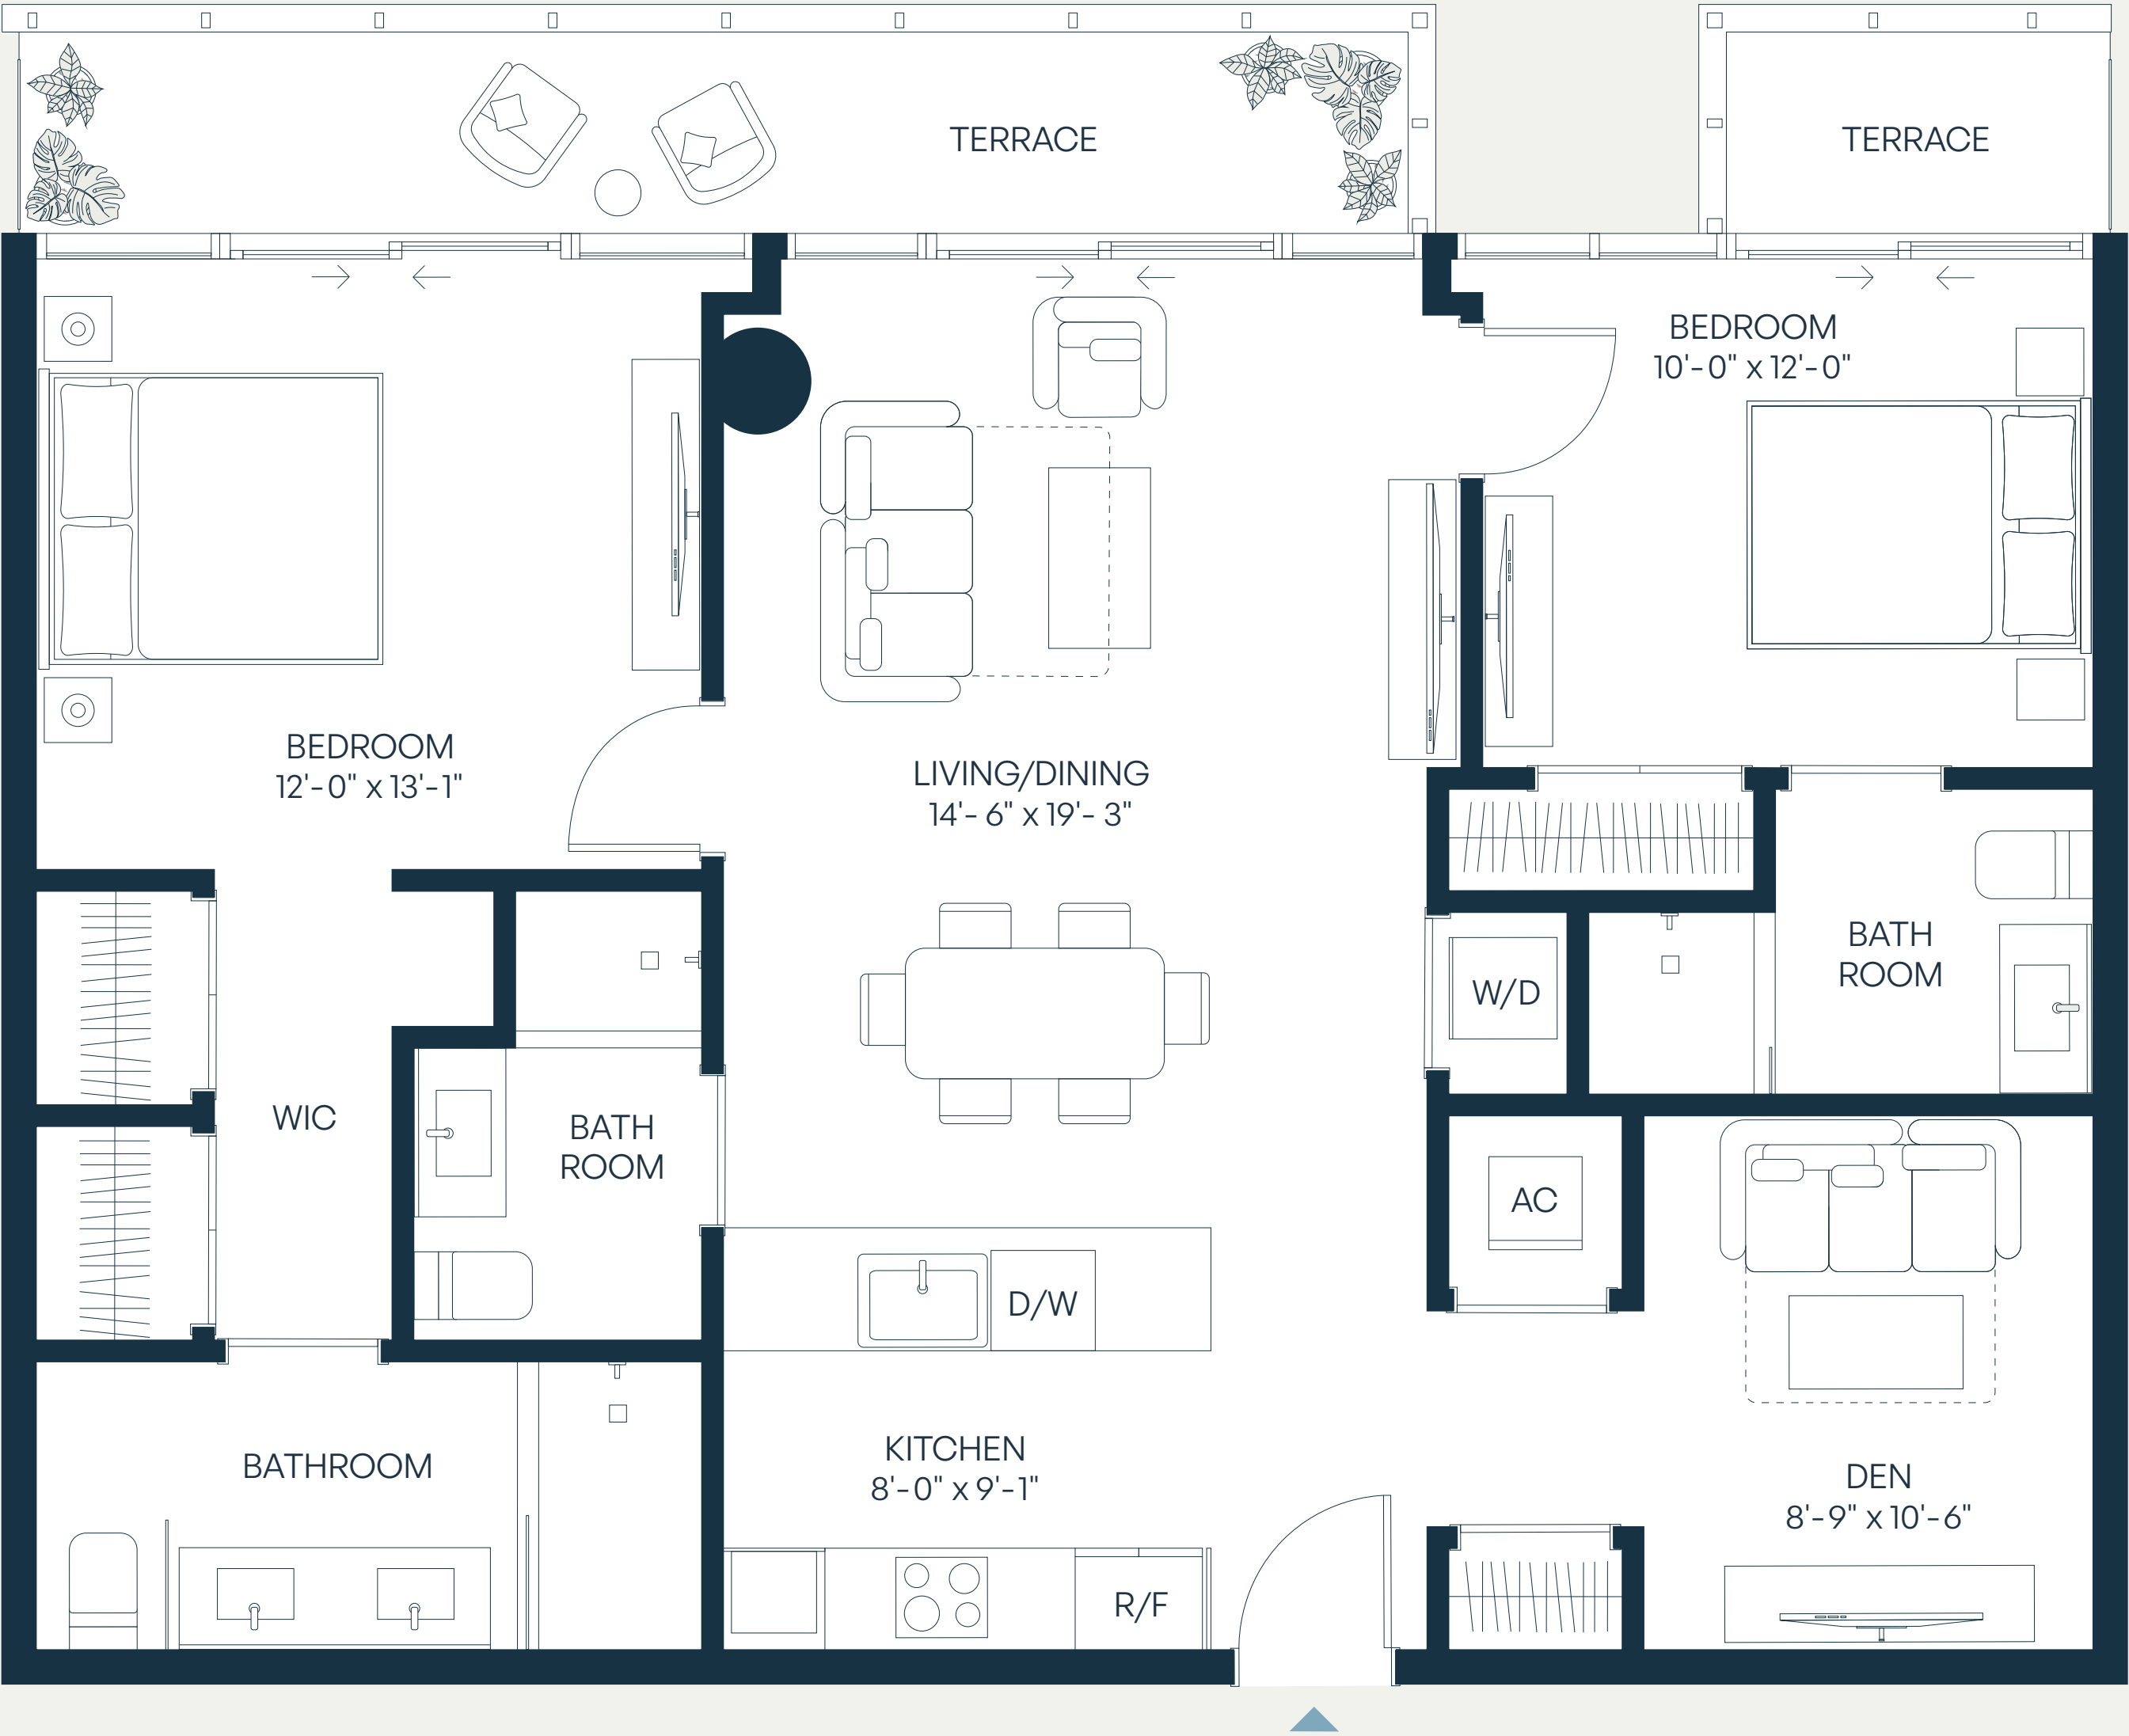 TERRACE
TERRACE
BEDROOM
10'-0" x 12'-0"
BEDROOM
12'-0" x 13'-1"
LIVING/DINING
14'- 6" x 19'- 3"
BATH
ROOM
W/D
WIC
BATH
ROOM
AC
D/W
BATHROOM
KITCHEN
8'-0" x 9'-1"
DEN
8'-9" x 10'-6"
R/F